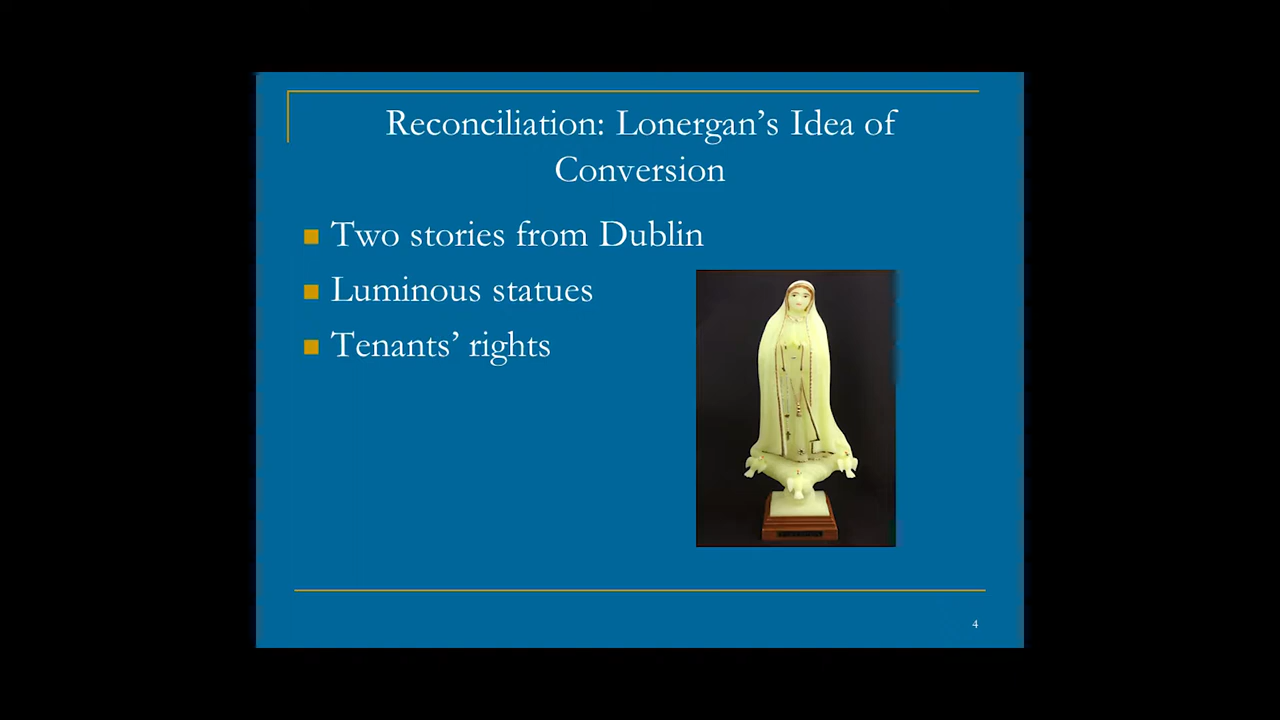 Reconciliation: Lonergan’s Idea of
Conversion
Two stories from Dublin
Luminous statues
Tenants’ rights
4